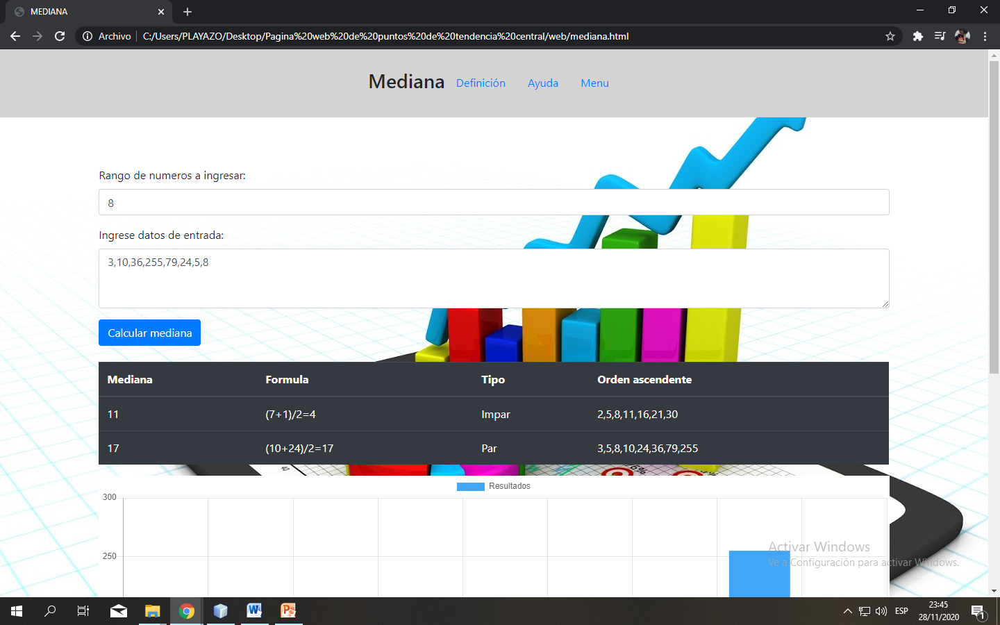 MEDIANA
Archivo
C:/Users/PLAYAZO/Desktop/Pagina%20web%20de%20puntos%20de%20tendencia%20central/web/mediana.html
Mediana Definición Ayuda Menu
Rango de numeros a ingresar:
8
Ingrese datos de entrada:
3,10,36,255,79,24,5,8
Calcular mediana
Mediana Formula Tipo Orden ascendente
11 (7+1)/2=4 Impar 2,5,8,11,16,21,30
17 (10+24)/2=17 Par 3,5,8,10,24,36,79,255
40
Resultados
300
250
Activar Windows
Ve a Configuración para activar Windows.
ESP
23:45
28/11/2020
1